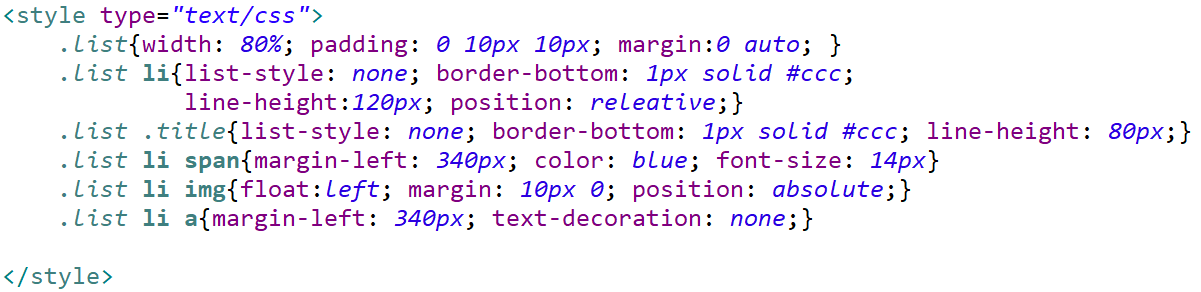 <style type="text/css">
    .list{width: 80%; padding: 0 10px 10px; margin:0 auto; }
    .list li{list-style: none; border-bottom: 1px solid #ccc;
             line-height:120px; position: releative;}
    .list .title{list-style: none; border-bottom: 1px solid #ccc; line-height: 80px;}
    .list li span{margin-left: 340px; color: blue; font-size: 14px}
    .list li img{float:left; margin: 10px 0; position: absolute;}
    .list li a{margin-left: 340px; text-decoration: none;}

</style>